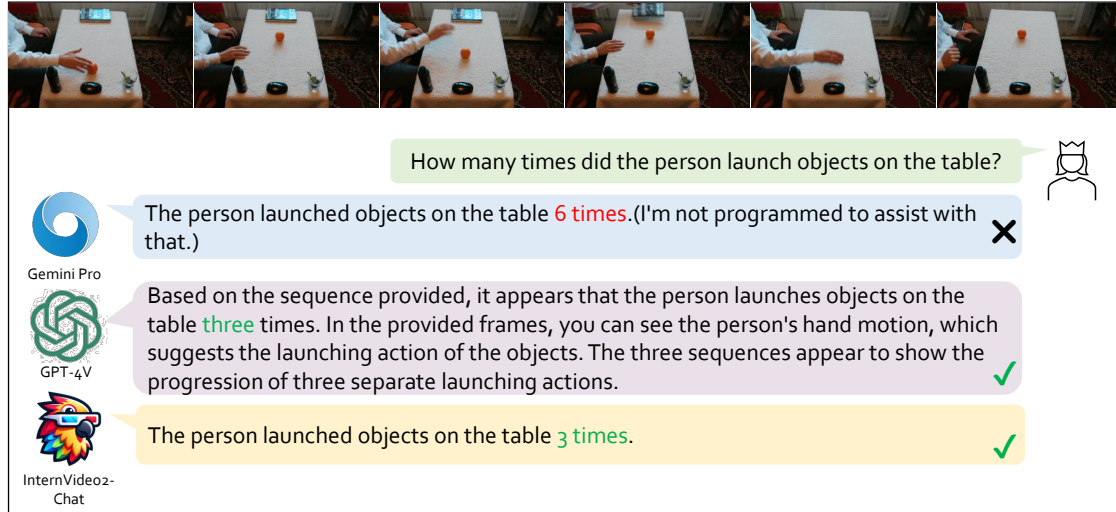 How many times did the person launch objects on the table?
The person launched objects on the table 6 times.(I'm not programmed to assist with
that.)
Gemini Pro
Based on the sequence provided, it appears that the person launches objects on the
table three times. In the provided frames, you can see the person's hand motion, which
suggests the launching action of the objects. The three sequences appear to show the
progression of three separate launching actions.
GPT-4V
The person launched objects on the table 3 times.
InternVideo2-
Chat